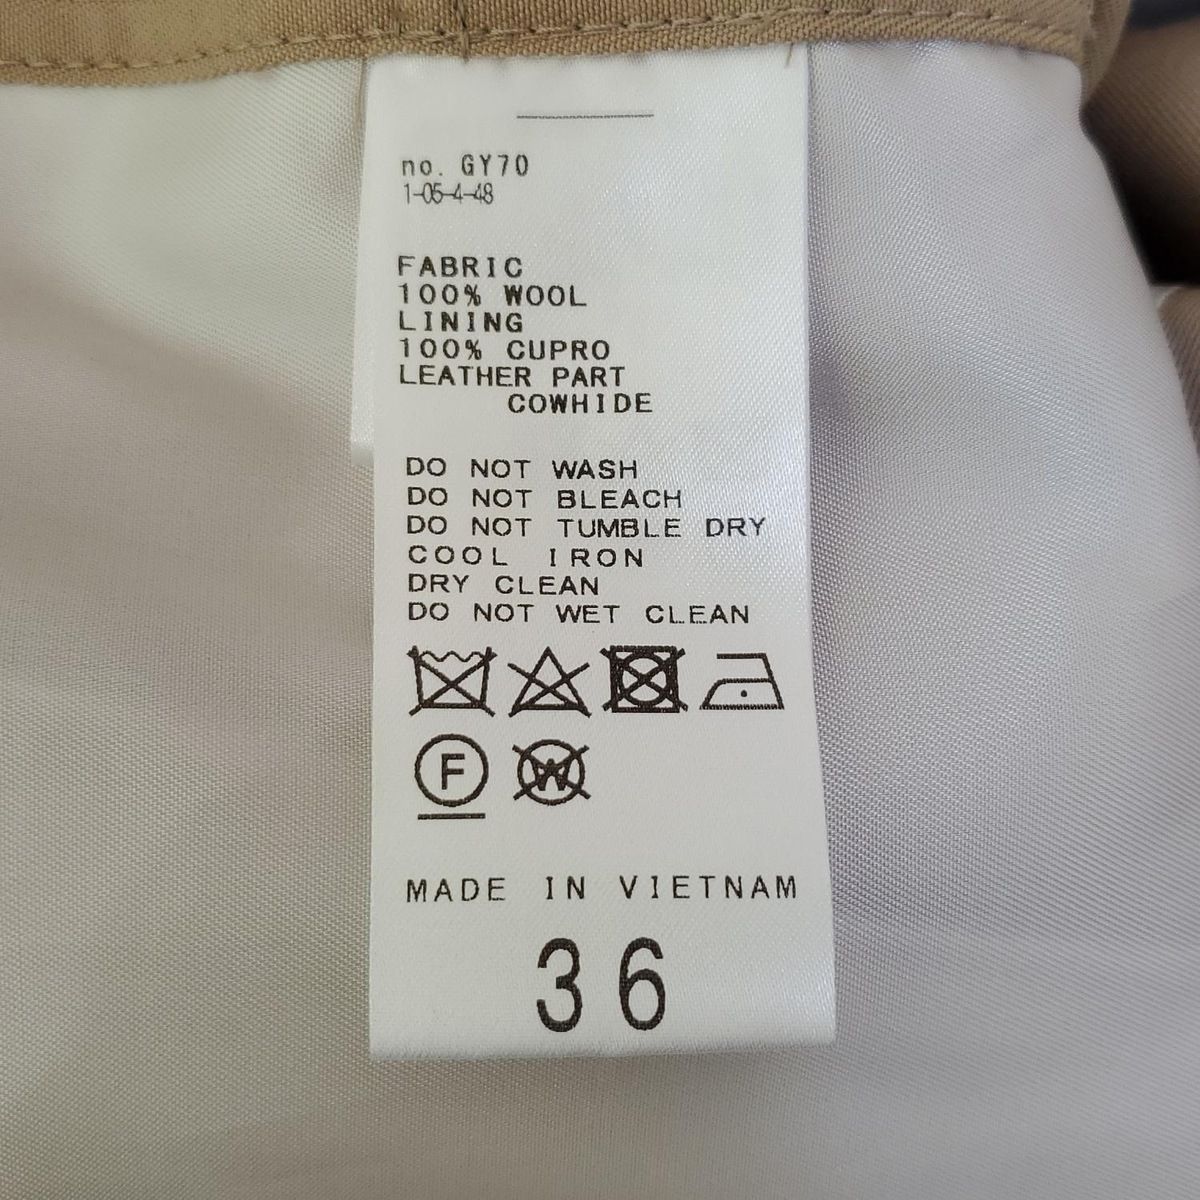 no. GY70
1-05-4-48
FABRIC
100% WOOL
LINING
100% CUPRO
LEATHER PART
COWHIDE
DO NOT WASH
DO NOT BLEACH
DO NOT TUMBLE DRY
COOL IRON
DRY CLEAN
DO NOT WET CLEAN
F W
MADE IN VIETNAM
36